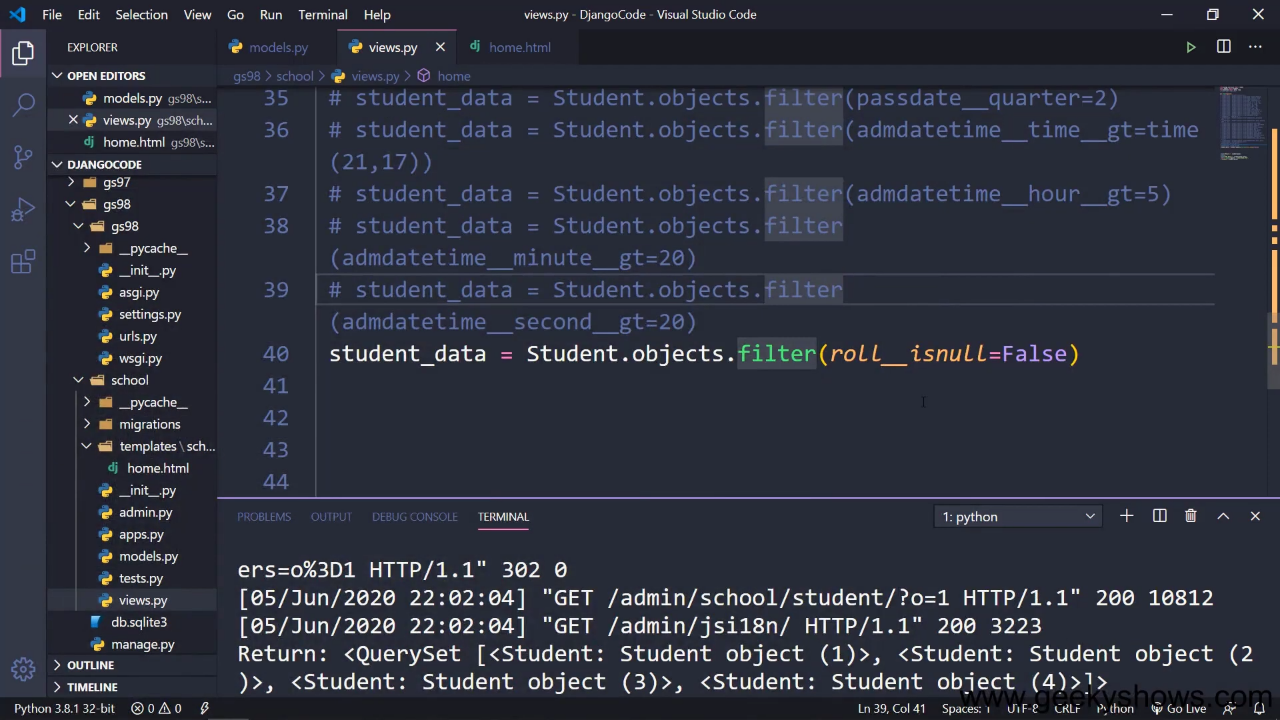 File Edit Selection View Go Run Terminal Help views.py - DjangoCode - Visual Studio Code
EXPLORER
models.py views.py home.html
OPEN EDITORS
models.py gs98\s...
views.py gs98\sch...
home.html gs98\...
DJANGOCODE
gs97
gs98
gs98
__pycache__
__init__.py
asgi.py
settings.py
urls.py
wsgi.py
school
__pycache__
migrations
templates \ sch...
home.html
__init__.py
admin.py
apps.py
models.py
tests.py
views.py
db.sqlite3
manage.py
OUTLINE
TIMELINE
gs98 school views.py home
35 # student_data = Student.objects.filter(passdate__quarter=2)
36 # student_data = Student.objects.filter(admdatetime__time__gt=time
(21,17))
37 # student_data = Student.objects.filter(admdatetime__hour__gt=5)
38 # student_data = Student.objects.filter
(admdatetime__minute__gt=20)
39 # student_data = Student.objects.filter
(admdatetime__second__gt=20)
40 student_data = Student.objects.filter(roll__isnull=False)
41
42
43
44
PROBLEMS OUTPUT DEBUG CONSOLE TERMINAL 1: python
ers=o%3D1 HTTP/1.1" 302 0
[05/Jun/2020 22:02:04] "GET /admin/school/student/?o=1 HTTP/1.1" 200 10812
[05/Jun/2020 22:02:04] "GET /admin/jsi18n/ HTTP/1.1" 200 3223
Return: <QuerySet [<Student: Student object (1)>, <Student: Student object (2
)>, <Student: Student object (3)>, <Student: Student object (4)>]>
www.geekyshows.com
Python 3.8.1 32-bit 0 0 Ln 39, Col 41 Spaces: 1 UTF-8 CRLF Python Go Live